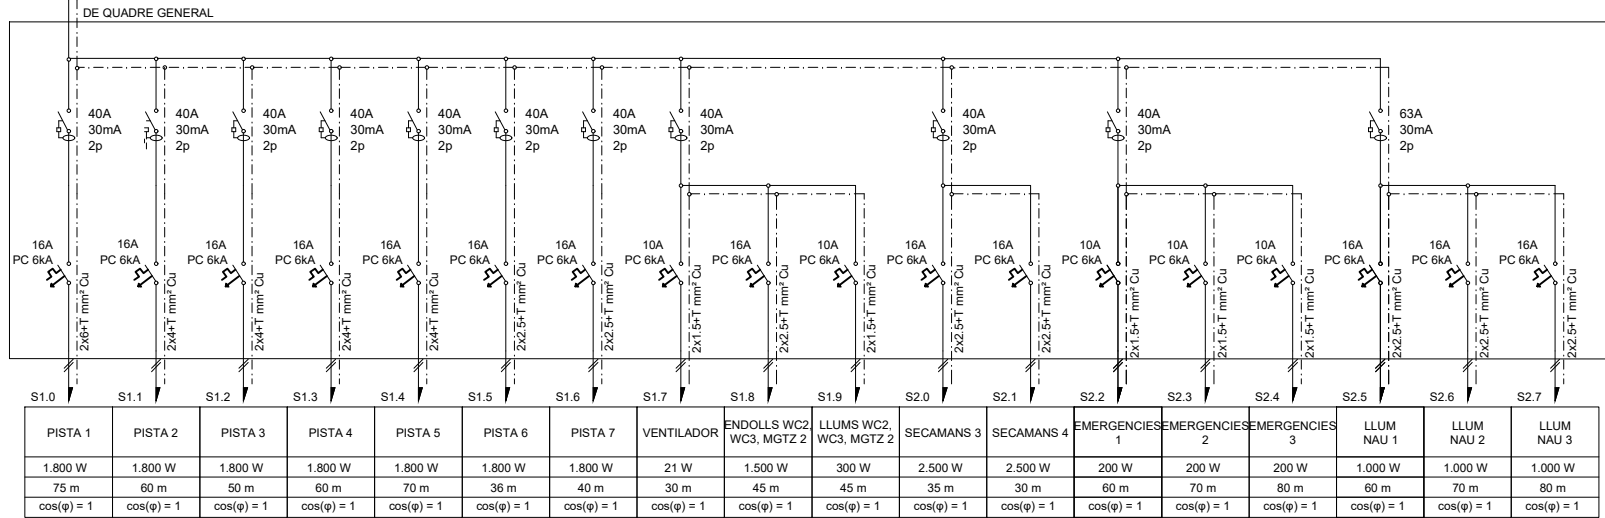 DE QUADRE GENERAL
40A 40A 40A 40A 40A 40A 40A 40A 40A 40A 63A
30mA 30mA 30mA 30mA 30mA 30mA 30mA 30mA 30mA 30mA 30mA
2p 2p 2p 2p 2p 2p 2p 2p 2p 2p 2p
16A 16A 16A 16A 16A 16A 16A 10A 16A 10A 16A 16A 10A 10A 10A 16A 16A 16A
PC 6kA PC 6kA PC 6kA PC 6kA PC 6kA PC 6kA PC 6kA PC 6kA PC 6kA PC 6kA PC 6kA PC 6kA PC 6kA PC 6kA PC 6kA PC 6kA PC 6kA PC 6kA
2x6+T mm² Cu
2x4+T mm² Cu
2x4+T mm² Cu
2x4+T mm² Cu
2x4+T mm² Cu
2x2.5+T mm² Cu
2x2.5+T mm² Cu
2x1.5+T mm² Cu
2x2.5+T mm² Cu
2x1.5+T mm² Cu
2x2.5+T mm² Cu
2x2.5+T mm² Cu
2x1.5+T mm² Cu
2x1.5+T mm² Cu
2x1.5+T mm² Cu
2x2.5+T mm² Cu
2x2.5+T mm² Cu
2x2.5+T mm² Cu
S1.0 S1.1 S1.2 S1.3 S1.4 S1.5 S1.6 S1.7 S1.8 S1.9 S2.0 S2.1 S2.2 S2.3 S2.4 S2.5 S2.6 S2.7
PISTA 1
PISTA 2
PISTA 3
PISTA 4
PISTA 5
PISTA 6
PISTA 7
VENTILADOR
ENDOLLS WC2,
WC3, MGTZ 2
LLUMS WC2,
WC3, MGTZ 2
SECAMANS 3
SECAMANS 4
EMERGENCIES
1
EMERGENCIES
2
EMERGENCIES
3
LLUM
NAU 1
LLUM
NAU 2
LLUM
NAU 3
1.800 W 1.800 W 1.800 W 1.800 W 1.800 W 1.800 W 1.800 W 21 W 1.500 W 300 W 2.500 W 2.500 W 200 W 200 W 200 W 1.000 W 1.000 W 1.000 W
75 m 60 m 50 m 60 m 70 m 36 m 40 m 30 m 45 m 45 m 35 m 30 m 60 m 70 m 80 m 60 m 70 m 80 m
cos(φ) = 1 cos(φ) = 1 cos(φ) = 1 cos(φ) = 1 cos(φ) = 1 cos(φ) = 1 cos(φ) = 1 cos(φ) = 1 cos(φ) = 1 cos(φ) = 1 cos(φ) = 1 cos(φ) = 1 cos(φ) = 1 cos(φ) = 1 cos(φ) = 1 cos(φ) = 1 cos(φ) = 1 cos(φ) = 1